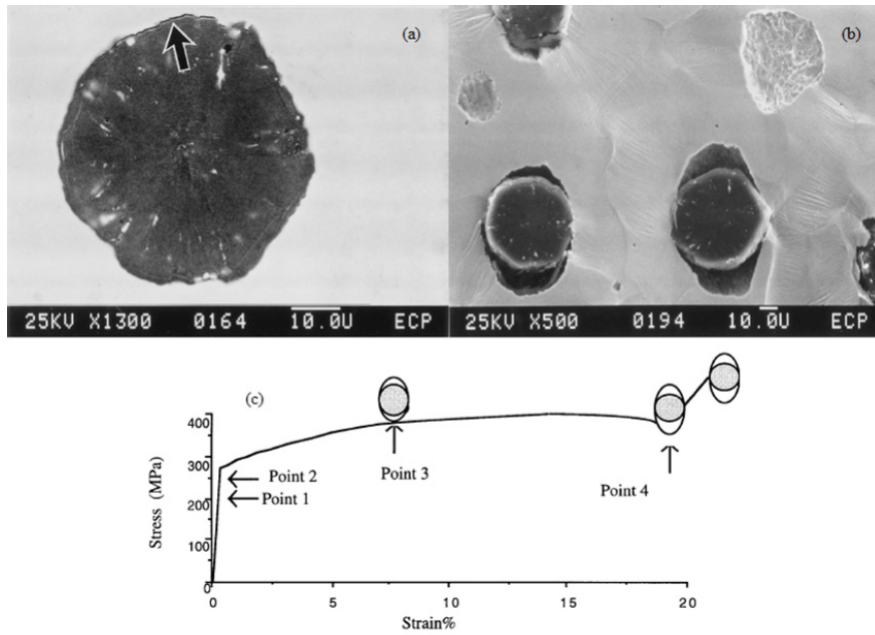 (a)
25KV X1300 0164 10.0U ECP
(b)
25KV X500 0194 10.0U ECP
(c)
Stress (MPa)
400
300
200
100
0
Point 2
Point 1
Point 3
Point 4
0
5
10
15
20
Strain%